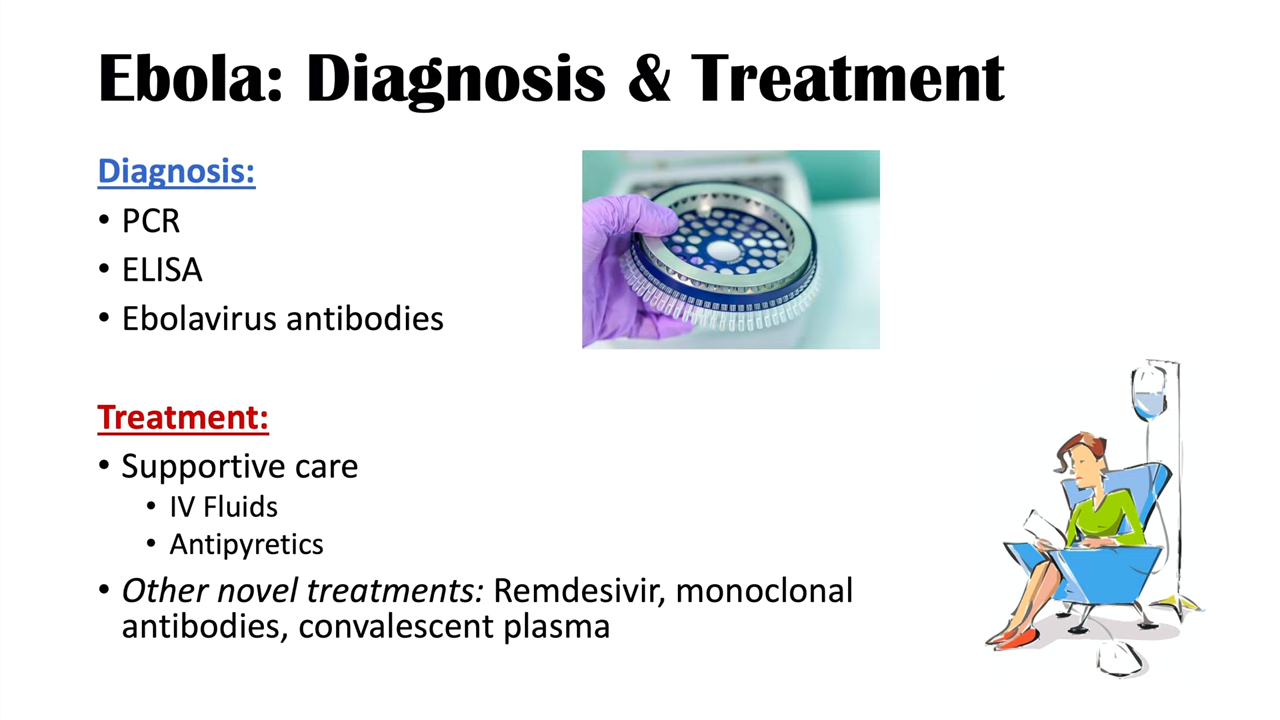 Ebola: Diagnosis & Treatment
Diagnosis:
• PCR
• ELISA
• Ebolavirus antibodies
Treatment:
• Supportive care
• IV Fluids
• Antipyretics
• Other novel treatments: Remdesivir, monoclonal
antibodies, convalescent plasma